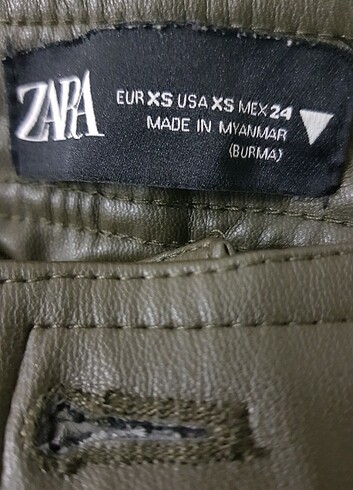 ZARA
EUR XS USA XS MEX 24
MADE IN MYANMAR
(BURMA)